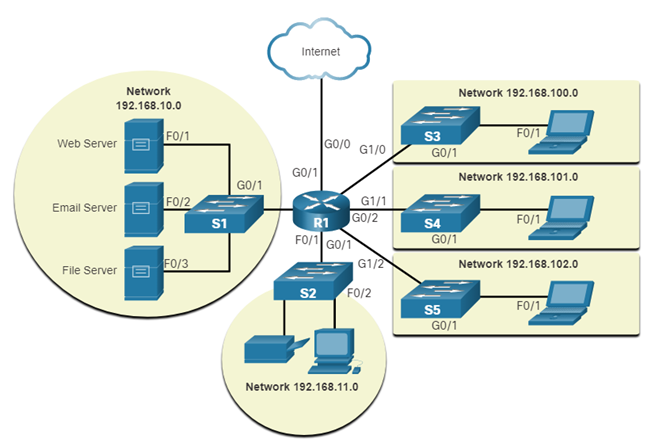 Internet
Network
192.168.10.0
Web Server
F0/1
Email Server
F0/2
File Server
F0/3
G0/1
S1
G0/0
G0/1
R1
G1/0
G1/1
G0/2
F0/1
G0/1
G1/2
S2
F0/2
Network 192.168.11.0
Network 192.168.100.0
S3
G0/1
F0/1
Network 192.168.101.0
S4
G0/1
F0/1
Network 192.168.102.0
S5
G0/1
F0/1